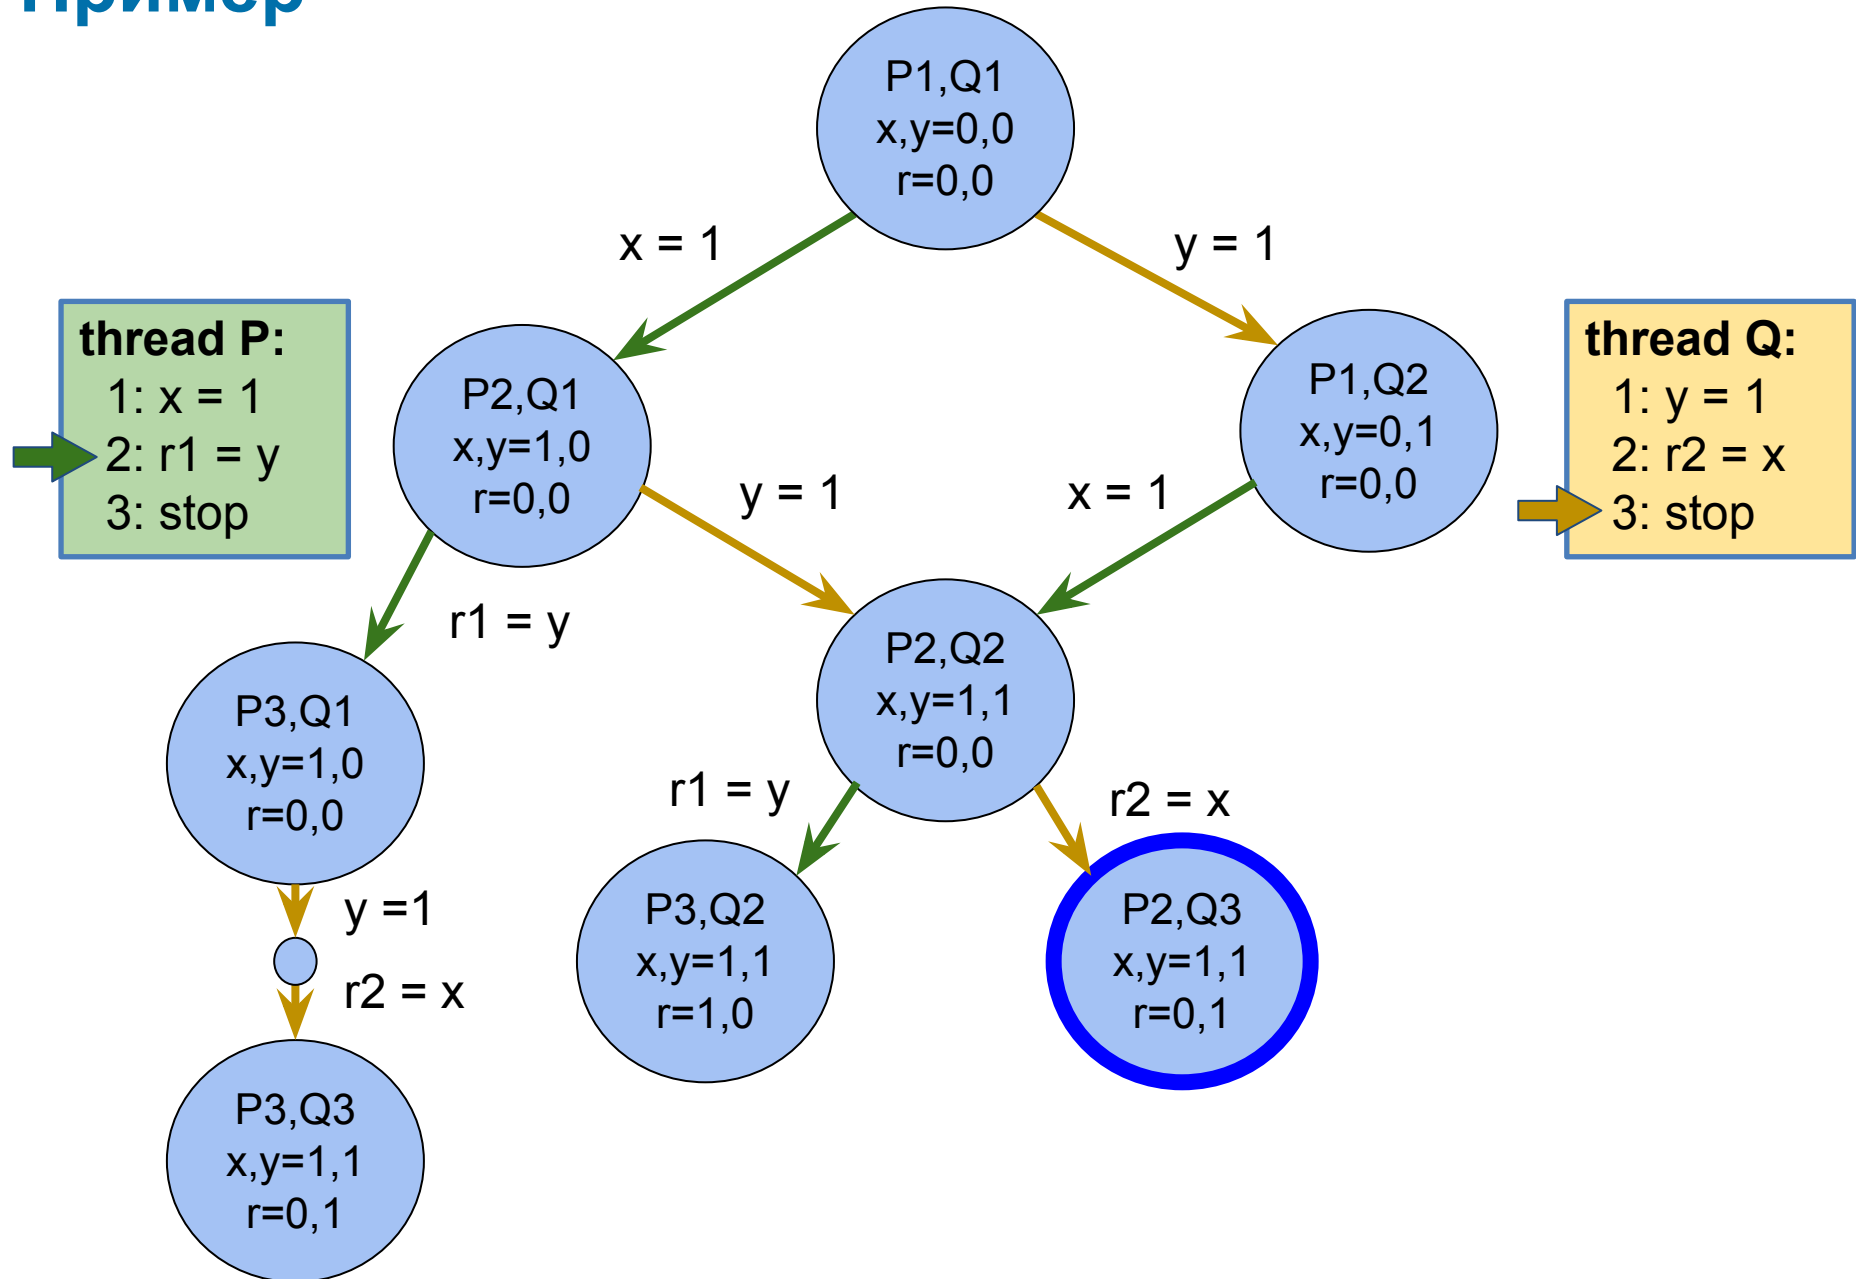 Пример
P1,Q1
x,y=0,0
r=0,0
x = 1
y = 1
thread P:
1: x = 1
2: r1 = y
3: stop
P2,Q1
x,y=1,0
r=0,0
P1,Q2
x,y=0,1
r=0,0
thread Q:
1: y = 1
2: r2 = x
3: stop
y = 1
x = 1
r1 = y
P2,Q2
x,y=1,1
r=0,0
P3,Q1
x,y=1,0
r=0,0
r1 = y
r2 = x
y =1
r2 = x
P3,Q2
x,y=1,1
r=1,0
P2,Q3
x,y=1,1
r=0,1
P3,Q3
x,y=1,1
r=0,1